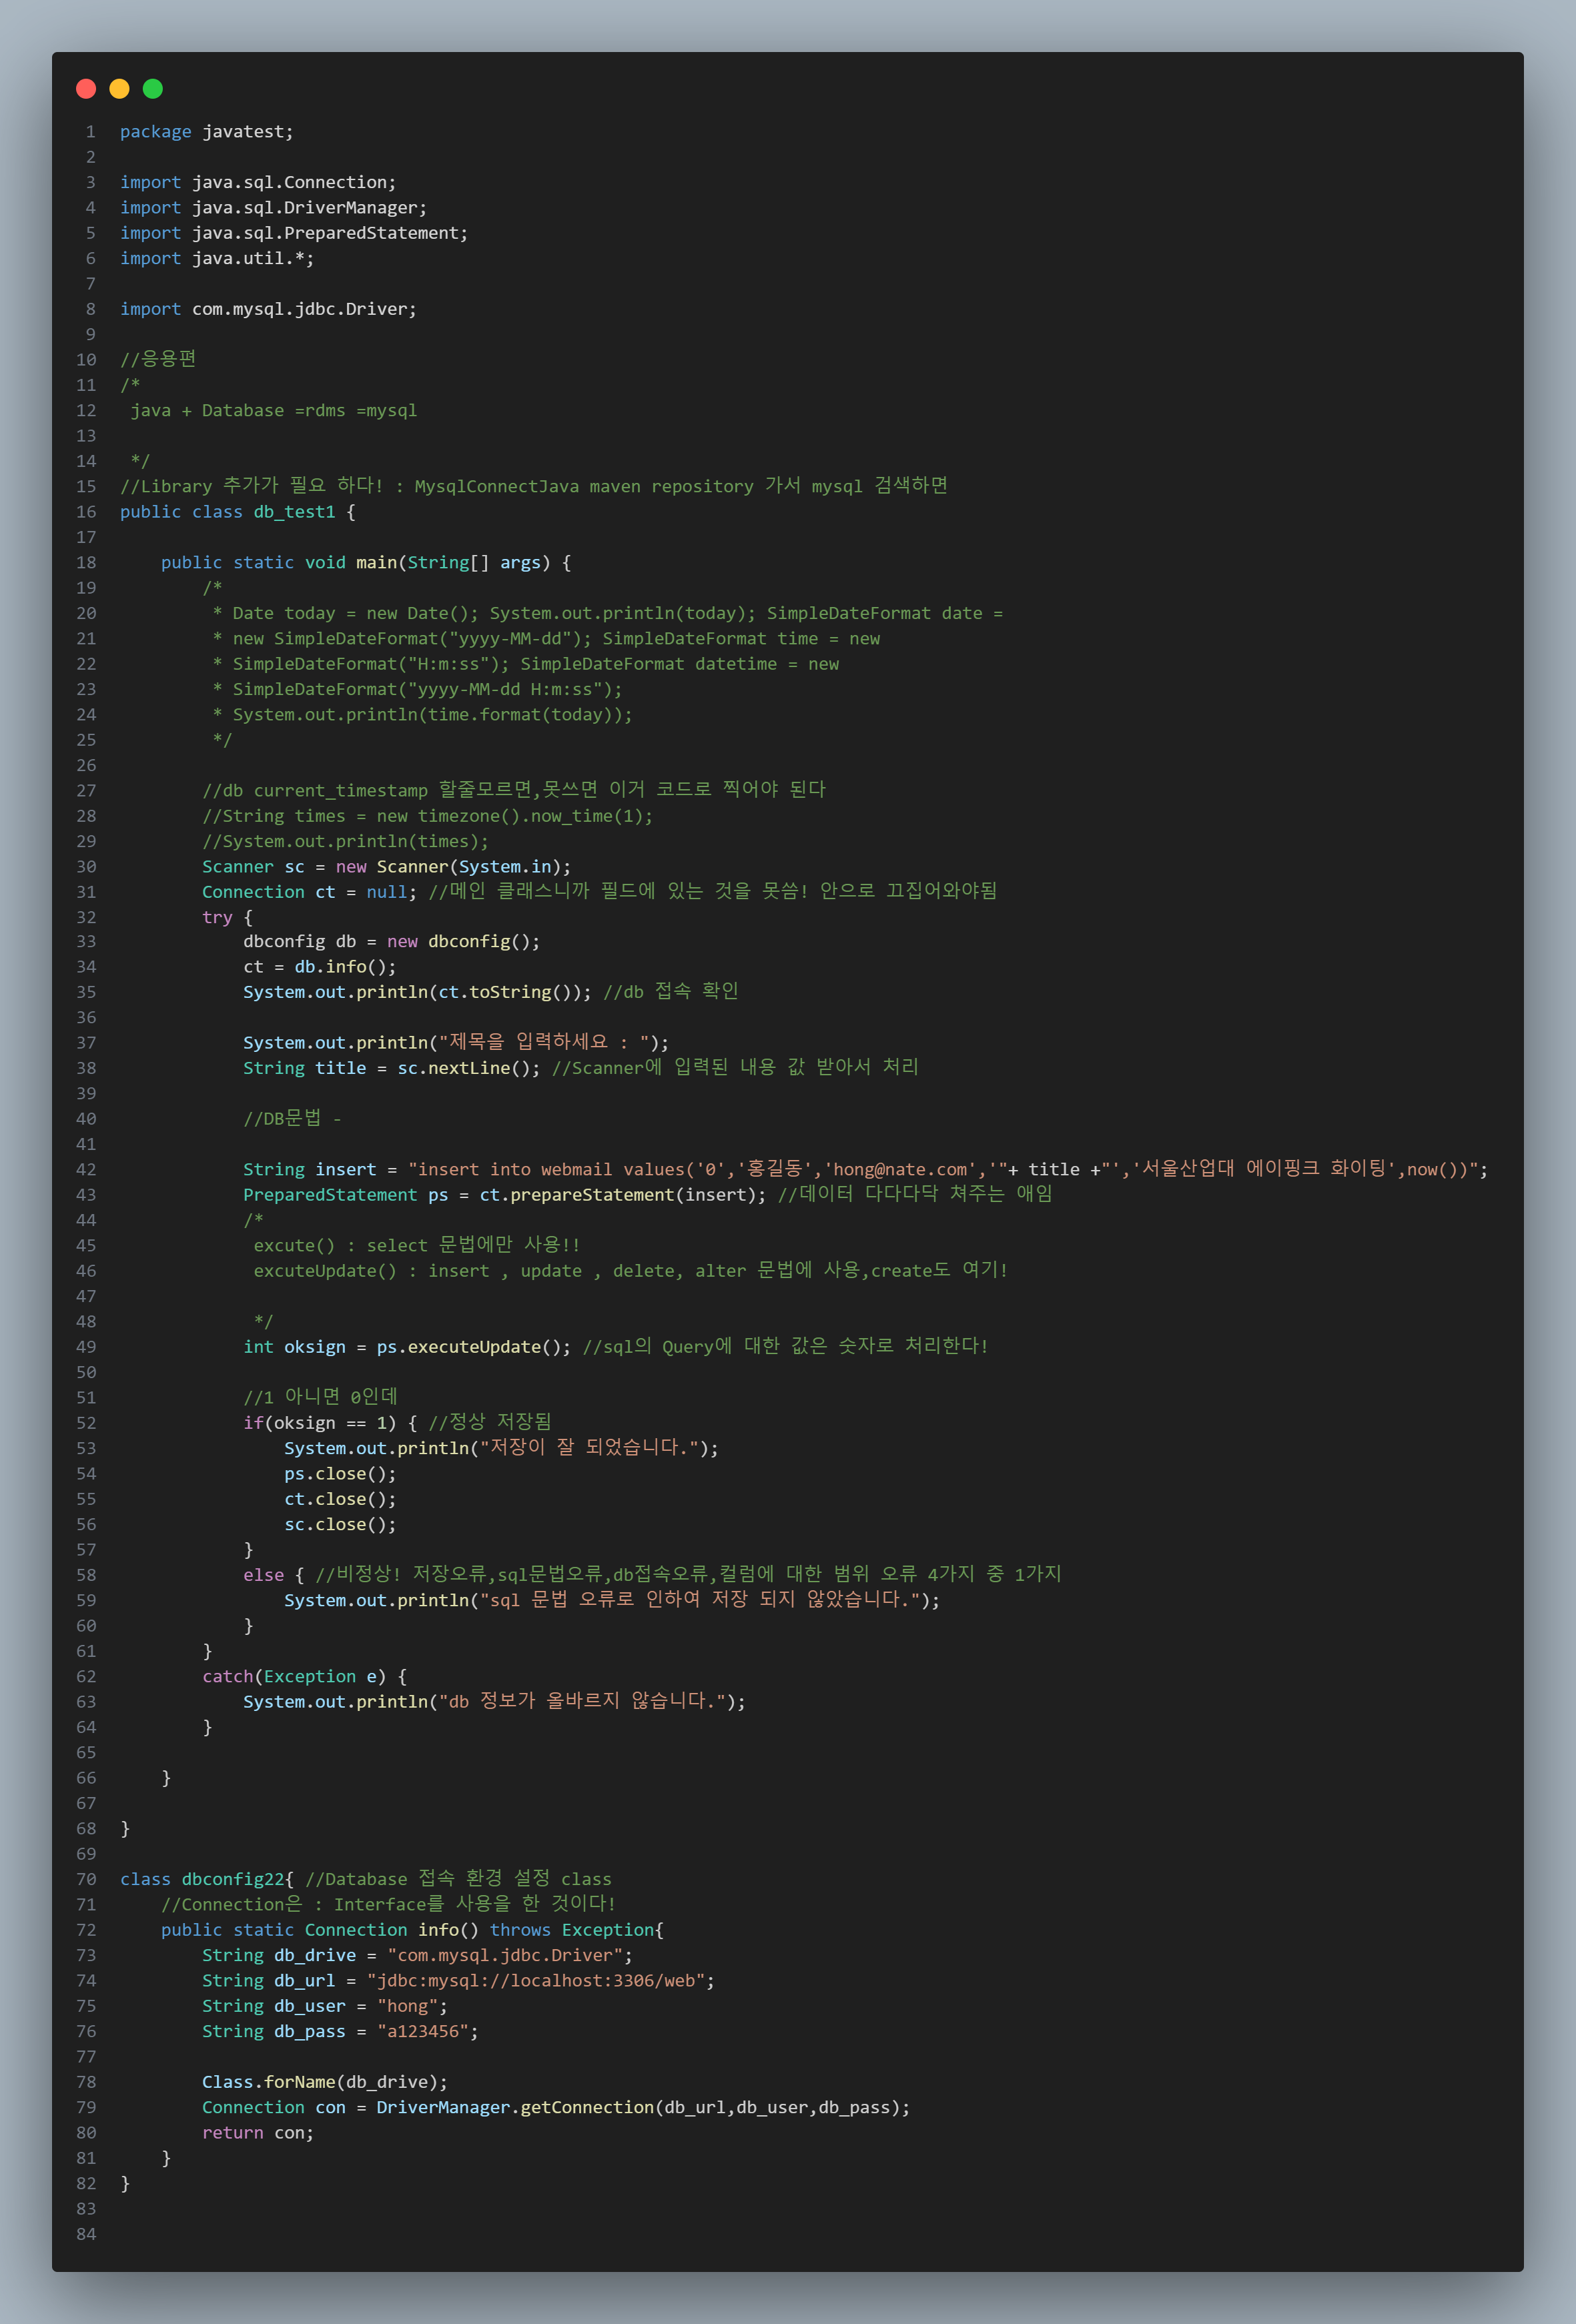 1 package javatest;
2
3 import java.sql.Connection;
4 import java.sql.DriverManager;
5 import java.sql.PreparedStatement;
6 import java.util.*;
7
8 import com.mysql.jdbc.Driver;
9
10 //응용편
11 /*
12  java + Database =rdms =mysql
13
14  */
15 //Library 추가가 필요 하다! : MysqlConnectJava maven repository 가서 mysql 검색하면
16 public class db_test1 {
17
18     public static void main(String[] args) {
19         /*
20          * Date today = new Date(); System.out.println(today); SimpleDateFormat date =
21          * new SimpleDateFormat("yyyy-MM-dd"); SimpleDateFormat time = new
22          * SimpleDateFormat("H:m:ss"); SimpleDateFormat datetime = new
23          * SimpleDateFormat("yyyy-MM-dd H:m:ss");
24          * System.out.println(time.format(today));
25          */
26
27         //db current_timestamp 할줄모르면,못쓰면 이거 코드로 찍어야 된다
28         //String times = new timezone().now_time(1);
29         //System.out.println(times);
30         Scanner sc = new Scanner(System.in);
31         Connection ct = null; //메인 클래스니까 필드에 있는 것을 못씀! 안으로 끄집어와야됨
32         try {
33             dbconfig db = new dbconfig();
34             ct = db.info();
35             System.out.println(ct.toString()); //db 접속 확인
36
37             System.out.println("제목을 입력하세요 : ");
38             String title = sc.nextLine(); //Scanner에 입력된 내용 값 받아서 처리
39
40             //DB문법 -
41
42             String insert = "insert into webmail values('0','홍길동','hong@nate.com','"+ title +"','서울산업대 에이핑크 화이팅',now())";
43             PreparedStatement ps = ct.prepareStatement(insert); //데이터 다다다닥 쳐주는 애임
44             /*
45              excute() : select 문법에만 사용!!
46              excuteUpdate() : insert , update , delete, alter 문법에 사용,create도 여기!
47
48              */
49             int oksign = ps.executeUpdate(); //sql의 Query에 대한 값은 숫자로 처리한다!
50
51             //1 아니면 0인데
52             if(oksign == 1) { //정상 저장됨
53                 System.out.println("저장이 잘 되었습니다.");
54                 ps.close();
55                 ct.close();
56                 sc.close();
57             }
58             else { //비정상! 저장오류,sql문법오류,db접속오류,컬럼에 대한 범위 오류 4가지 중 1가지
59                 System.out.println("sql 문법 오류로 인하여 저장 되지 않았습니다.");
60             }
61         }
62         catch(Exception e) {
63             System.out.println("db 정보가 올바르지 않습니다.");
64         }
65
66     }
67
68 }
69
70 class dbconfig22{ //Database 접속 환경 설정 class
71     //Connection은 : Interface를 사용을 한 것이다!
72     public static Connection info() throws Exception{
73         String db_drive = "com.mysql.jdbc.Driver";
74         String db_url = "jdbc:mysql://localhost:3306/web";
75         String db_user = "hong";
76         String db_pass = "a123456";
77
78         Class.forName(db_drive);
79         Connection con = DriverManager.getConnection(db_url,db_user,db_pass);
80         return con;
81     }
82 }
83
84